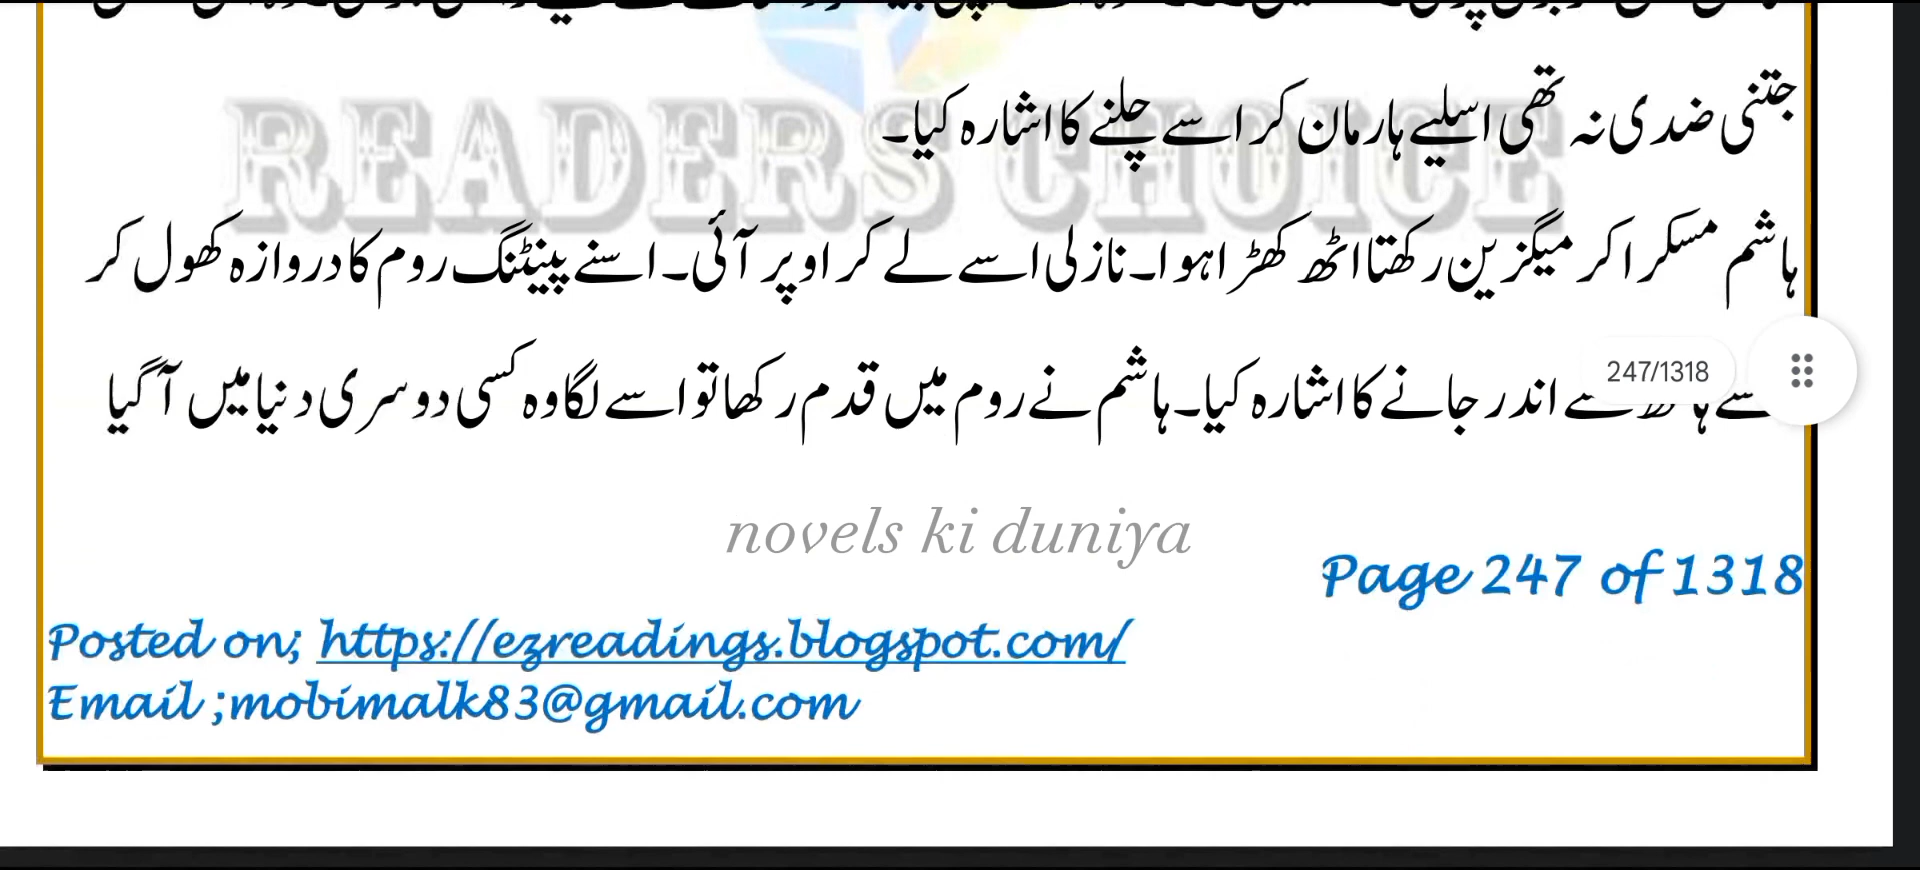 READERS CHOICE
جتنی ضدی نہ تھی اسلیے ہار مان کر اسے چلنے کا اشارہ کیا۔
ہاشم مسکرا کر میگزین رکھتا اٹھ کھڑا ہوا۔ نازلی اسے لے کر اوپر آئی۔ اسنے پینٹنگ روم کا دروازہ کھول کر
اندر جانے کا اشارہ کیا۔ ہاشم نے روم میں قدم رکھا تو اسے لگا وہ کسی دوسری دنیا میں آ گیا
247/1318
novels ki duniya
Page 247 of 1318
Posted on; https://ezreadings.blogspot.com/
Email ;mobimalk83@gmail.com